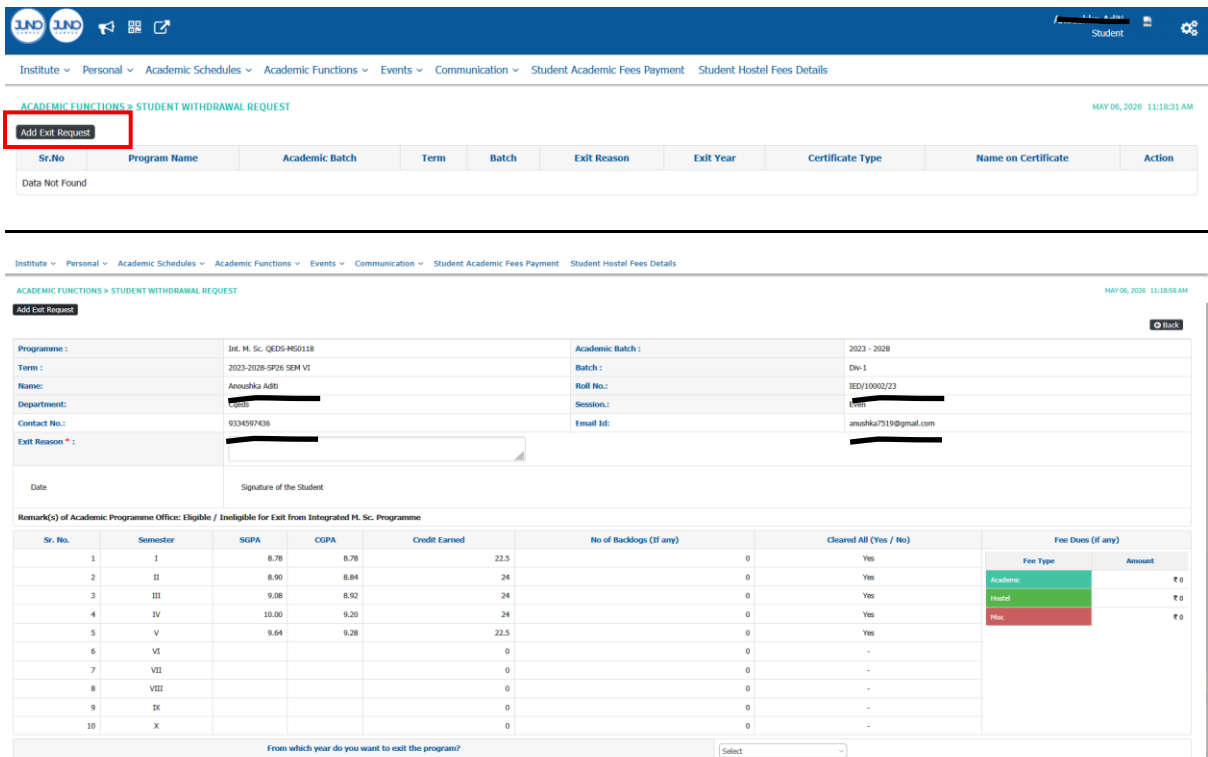 JUNO CAMPUS JUNO CAMPUS
Student
Institute Personal Academic Schedules Academic Functions Events Communication Student Academic Fees Payment Student Hostel Fees Details
ACADEMIC FUNCTIONS » STUDENT WITHDRAWAL REQUEST MAY 06, 2026 11:18:31 AM
Add Exit Request
Sr.No Program Name Academic Batch Term Batch Exit Reason Exit Year Certificate Type Name on Certificate Action
Data Not Found
Institute Personal Academic Schedules Academic Functions Events Communication Student Academic Fees Payment Student Hostel Fees Details
ACADEMIC FUNCTIONS » STUDENT WITHDRAWAL REQUEST MAY 06, 2026 11:18:50 AM
Add Exit Request
Back
Programme : Int. M. Sc. QEDS-MS0118 Academic Batch : 2023 - 2028
Term : 2023-2028-SP26 SEM VI Batch : Div-1
Name: Anoushka Aditi Roll No.: IED/10002/23
Department: Cqeds Session.: Even
Contact No.: 9334597436 Email Id: anushka7519@gmail.com
Exit Reason * :
Date Signature of the Student
Remark(s) of Academic Programme Office: Eligible / Ineligible for Exit from Integrated M. Sc. Programme
Sr. No. Semester SGPA CGPA Credit Earned No of Backlogs (If any) Cleared All (Yes / No) Fee Dues (if any)
1 I 8.78 8.78 22.5 0 Yes Fee Type Amount
2 II 8.90 8.84 24 0 Yes Academic ₹ 0
3 III 9.08 8.92 24 0 Yes Hostel ₹ 0
4 IV 10.00 9.20 24 0 Yes Misc ₹ 0
5 V 9.64 9.28 22.5 0 Yes
6 VI 0 0 -
7 VII 0 0 -
8 VIII 0 0 -
9 IX 0 0 -
10 X 0 0 -
From which year do you want to exit the program? Select